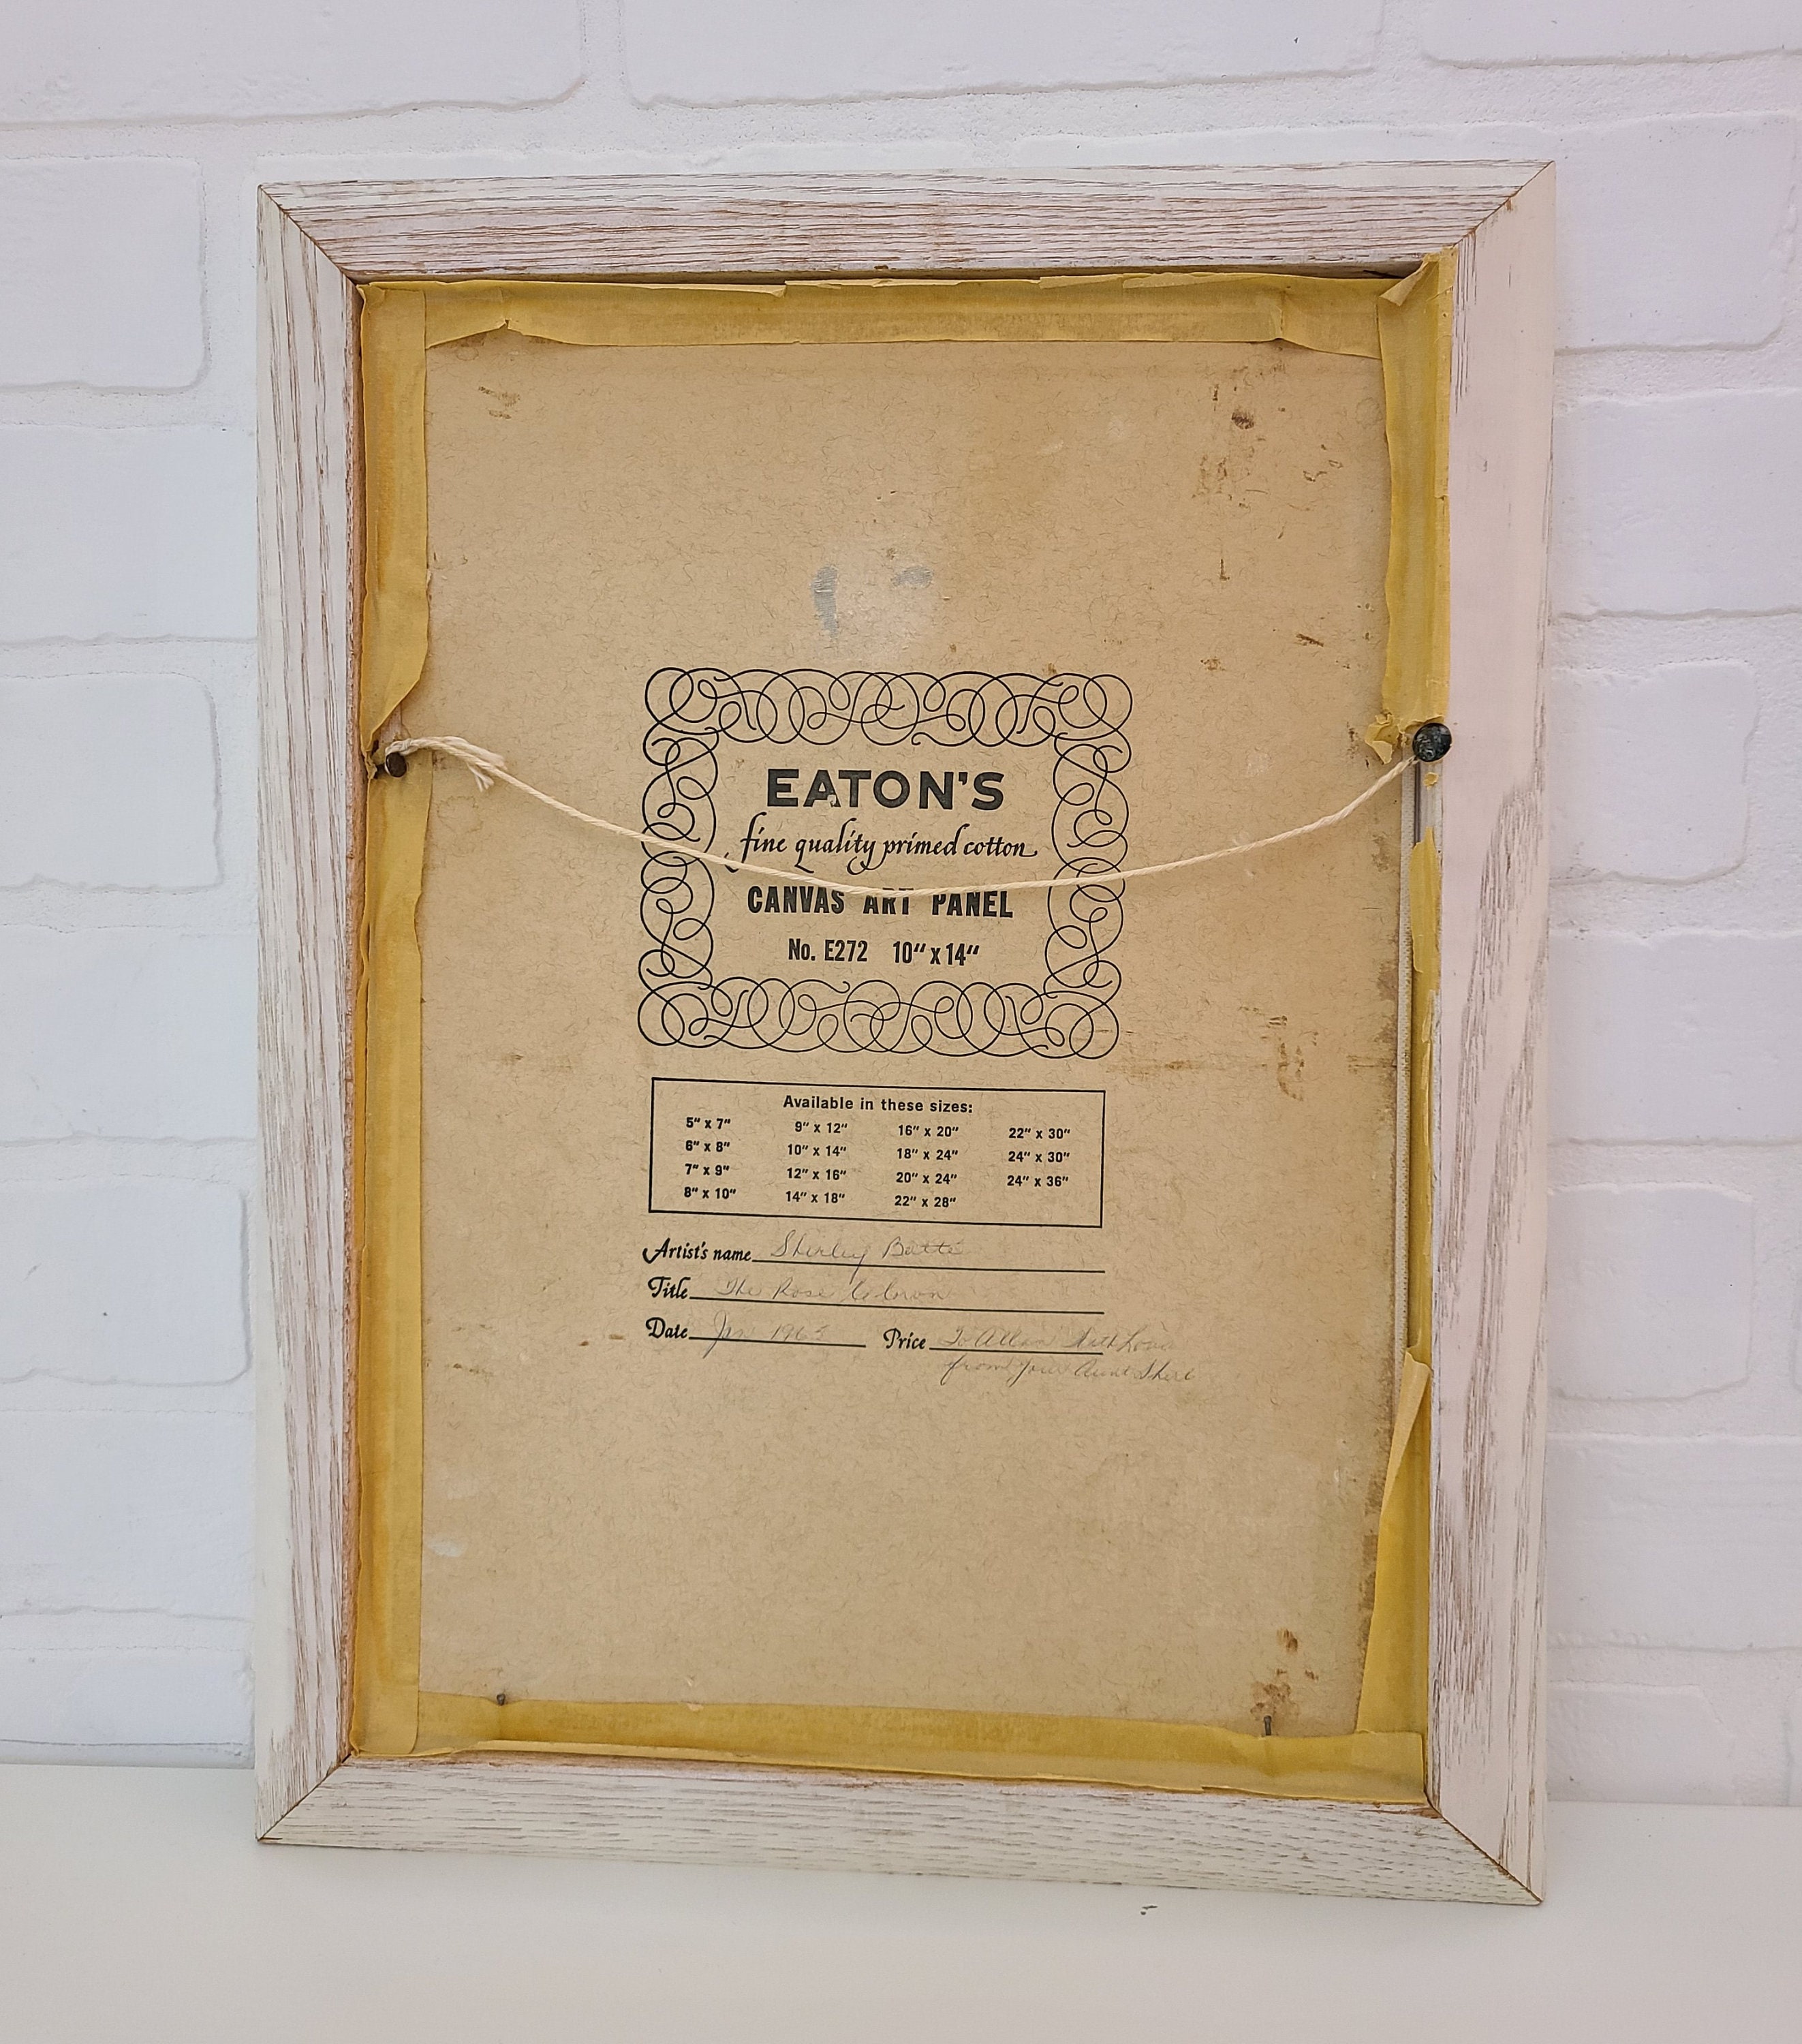 EATON'S
fine quality primed cotton
CANVAS ART PANEL
No. E272 10" x 14"
Available in these sizes:
5" x 7" 9" x 12" 16" x 20" 22" x 30"
6" x 8" 10" x 14" 18" x 24" 24" x 30"
7" x 9" 12" x 16" 20" x 24" 24" x 36"
8" x 10" 14" x 18" 22" x 28"
Artist's name Shirley
Title The Rose
Date 1965 Price To Allan
from your Aunt Sherl